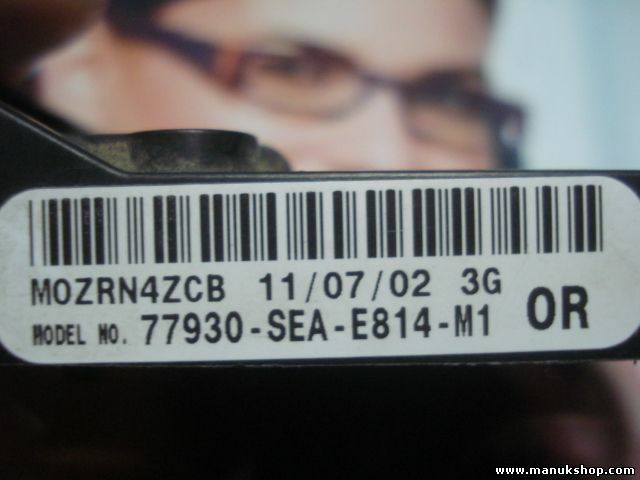 M0ZRN4ZCB 11/07/02 3G
MODEL NO. 77930-SEA-E814-M1 OR
www.manukshop.com